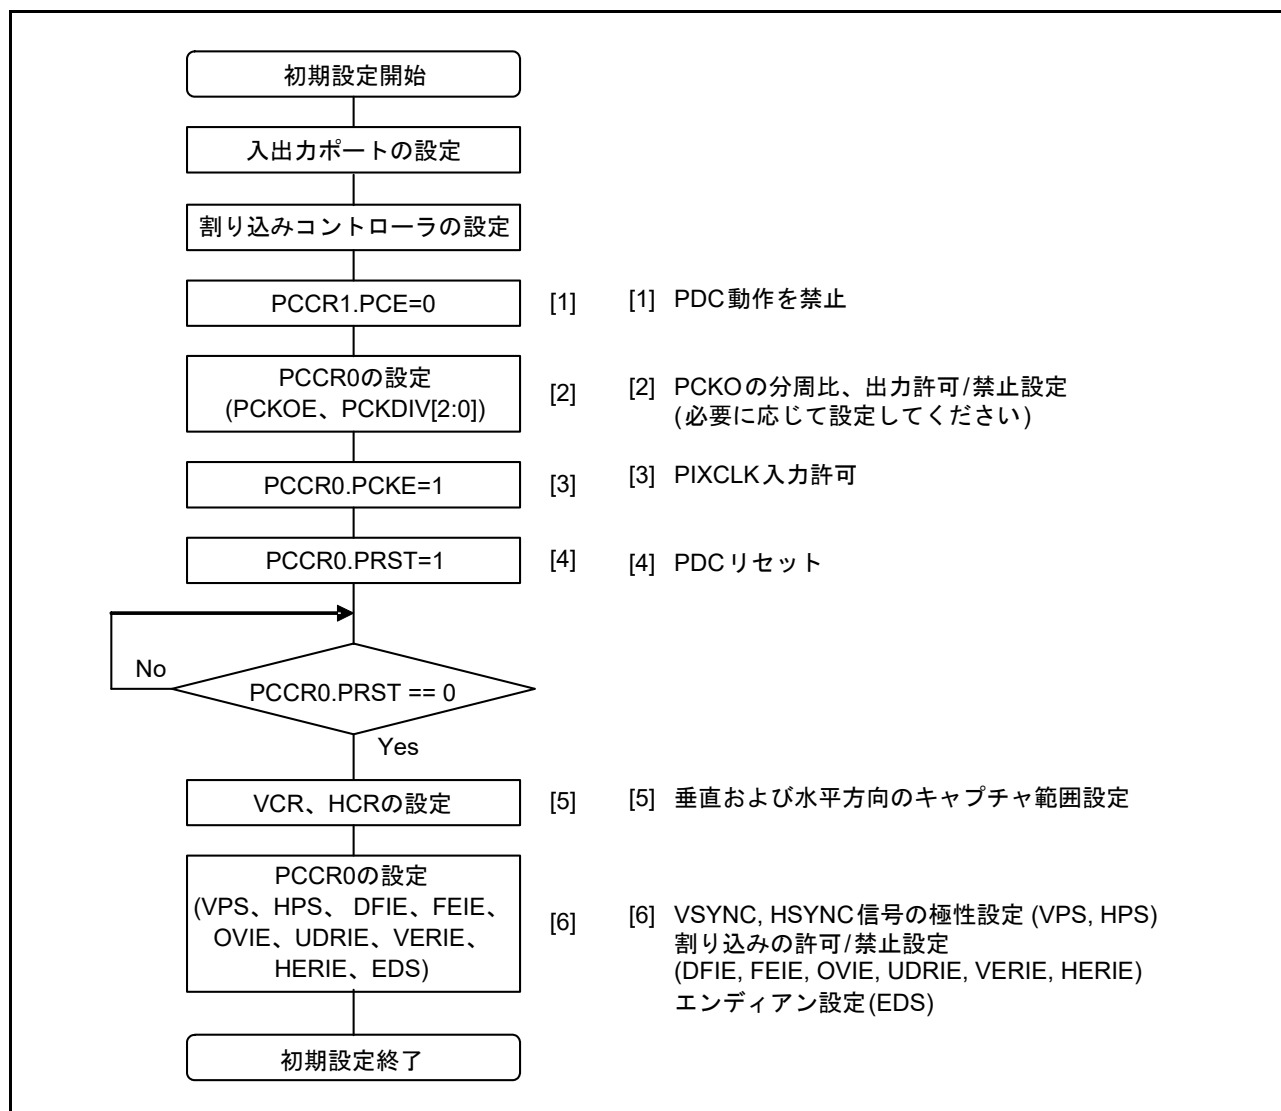 初期設定開始
入出力ポートの設定
割り込みコントローラの設定
PCCR1.PCE=0
[1]
[1] PDC動作を禁止
PCCR0の設定
(PCKOE、PCKDIV[2:0])
[2]
[2] PCKOの分周比、出力許可/禁止設定
(必要に応じて設定してください)
PCCR0.PCKE=1
[3]
[3] PIXCLK入力許可
PCCR0.PRST=1
[4]
[4] PDCリセット
No
PCCR0.PRST == 0
Yes
VCR、HCRの設定
[5]
[5] 垂直および水平方向のキャプチャ範囲設定
PCCR0の設定
(VPS、HPS、 DFIE、FEIE、
OVIE、UDRIE、VERIE、
HERIE、EDS)
[6]
[6] VSYNC, HSYNC信号の極性設定 (VPS, HPS)
割り込みの許可/禁止設定
(DFIE, FEIE, OVIE, UDRIE, VERIE, HERIE)
エンディアン設定(EDS)
初期設定終了